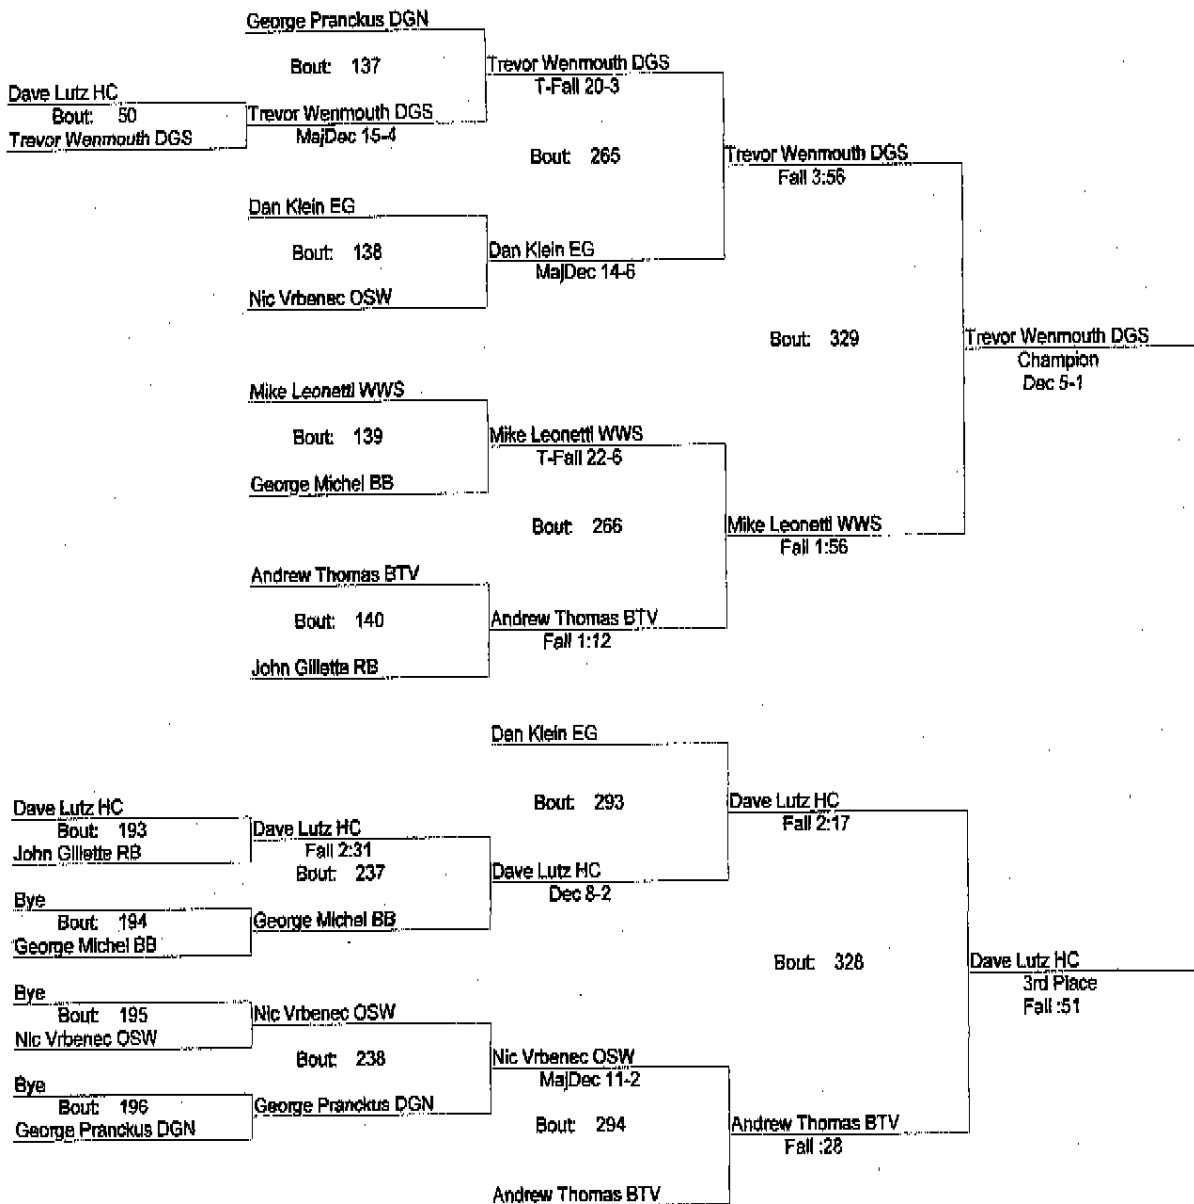 George Pranckus DGN
Bout: 137
Trevor Wenmouth DGS
T-Fall 20-3
Dave Lutz HC
Bout: 50
Trevor Wenmouth DGS
Trevor Wenmouth DGS
MajDec 15-4
Bout: 265
Trevor Wenmouth DGS
Fall 3:56
Dan Klein EG
Bout: 138
Dan Klein EG
MajDec 14-6
Nic Vrbenec OSW
Bout: 329
Trevor Wenmouth DGS
Champion
Dec 5-1
Mike Leonetti WWS
Bout: 139
Mike Leonetti WWS
T-Fall 22-6
George Michel BB
Bout: 266
Mike Leonetti WWS
Fall 1:56
Andrew Thomas BTV
Bout: 140
Andrew Thomas BTV
Fall 1:12
John Gillette RB
Dan Klein EG
Bout: 293
Dave Lutz HC
Fall 2:17
Dave Lutz HC
Bout: 193
John Gillette RB
Dave Lutz HC
Fall 2:31
Bout: 237
Dave Lutz HC
Dec 8-2
Bye
Bout: 194
George Michel BB
George Michel BB
Bout: 328
Dave Lutz HC
3rd Place
Fall :51
Bye
Bout: 195
Nic Vrbenec OSW
Nic Vrbenec OSW
Bout: 238
Nic Vrbenec OSW
MajDec 11-2
Bye
Bout: 196
George Pranckus DGN
George Pranckus DGN
Bout: 294
Andrew Thomas BTV
Fall :28
Andrew Thomas BTV